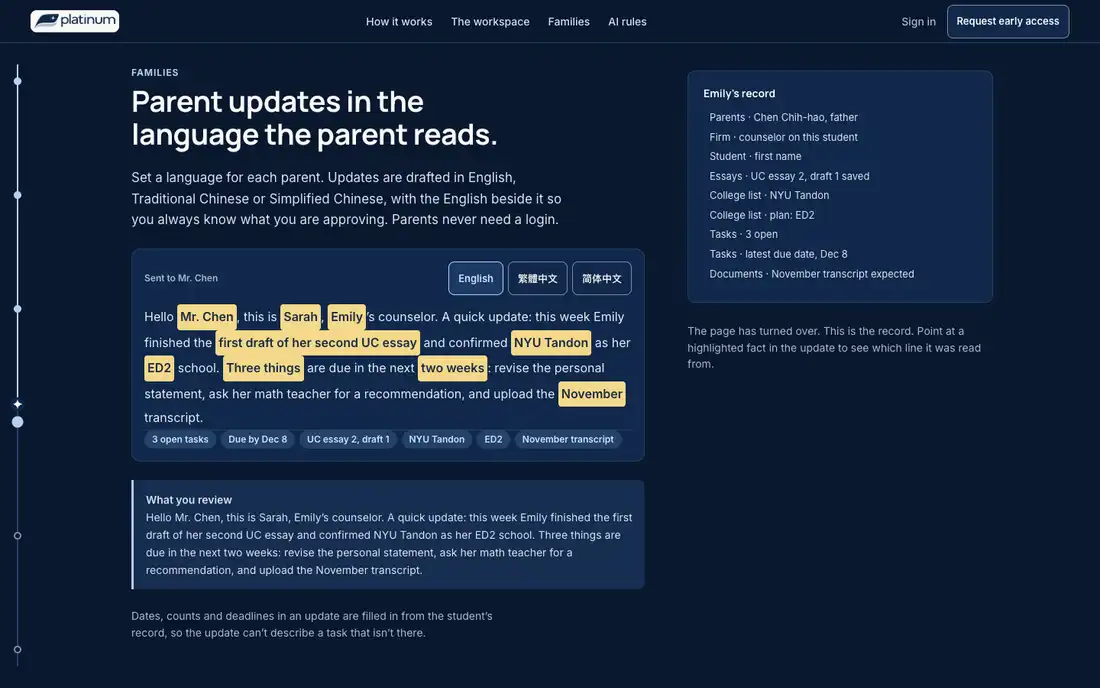 platinum
How it works
The workspace
Families
AI rules
Sign in
Request early access
FAMILIES
Parent updates in the
language the parent reads.
Set a language for each parent. Updates are drafted in English,
Traditional Chinese or Simplified Chinese, with the English beside it so
you always know what you are approving. Parents never need a login.
Sent to Mr. Chen
English
繁體中文
简体中文
Hello Mr. Chen, this is Sarah, Emily’s counselor. A quick update: this week Emily
finished the first draft of her second UC essay and confirmed NYU Tandon as her
ED2 school. Three things are due in the next two weeks: revise the personal
statement, ask her math teacher for a recommendation, and upload the November
transcript.
3 open tasks
Due by Dec 8
UC essay 2, draft 1
NYU Tandon
ED2
November transcript
What you review
Hello Mr. Chen, this is Sarah, Emily’s counselor. A quick update: this week Emily finished the first
draft of her second UC essay and confirmed NYU Tandon as her ED2 school. Three things are
due in the next two weeks: revise the personal statement, ask her math teacher for a
recommendation, and upload the November transcript.
Dates, counts and deadlines in an update are filled in from the student’s
record, so the update can’t describe a task that isn’t there.
Emily’s record
Parents · Chen Chih-hao, father
Firm · counselor on this student
Student · first name
Essays · UC essay 2, draft 1 saved
College list · NYU Tandon
College list · plan: ED2
Tasks · 3 open
Tasks · latest due date, Dec 8
Documents · November transcript expected
The page has turned over. This is the record. Point at a
highlighted fact in the update to see which line it was read
from.